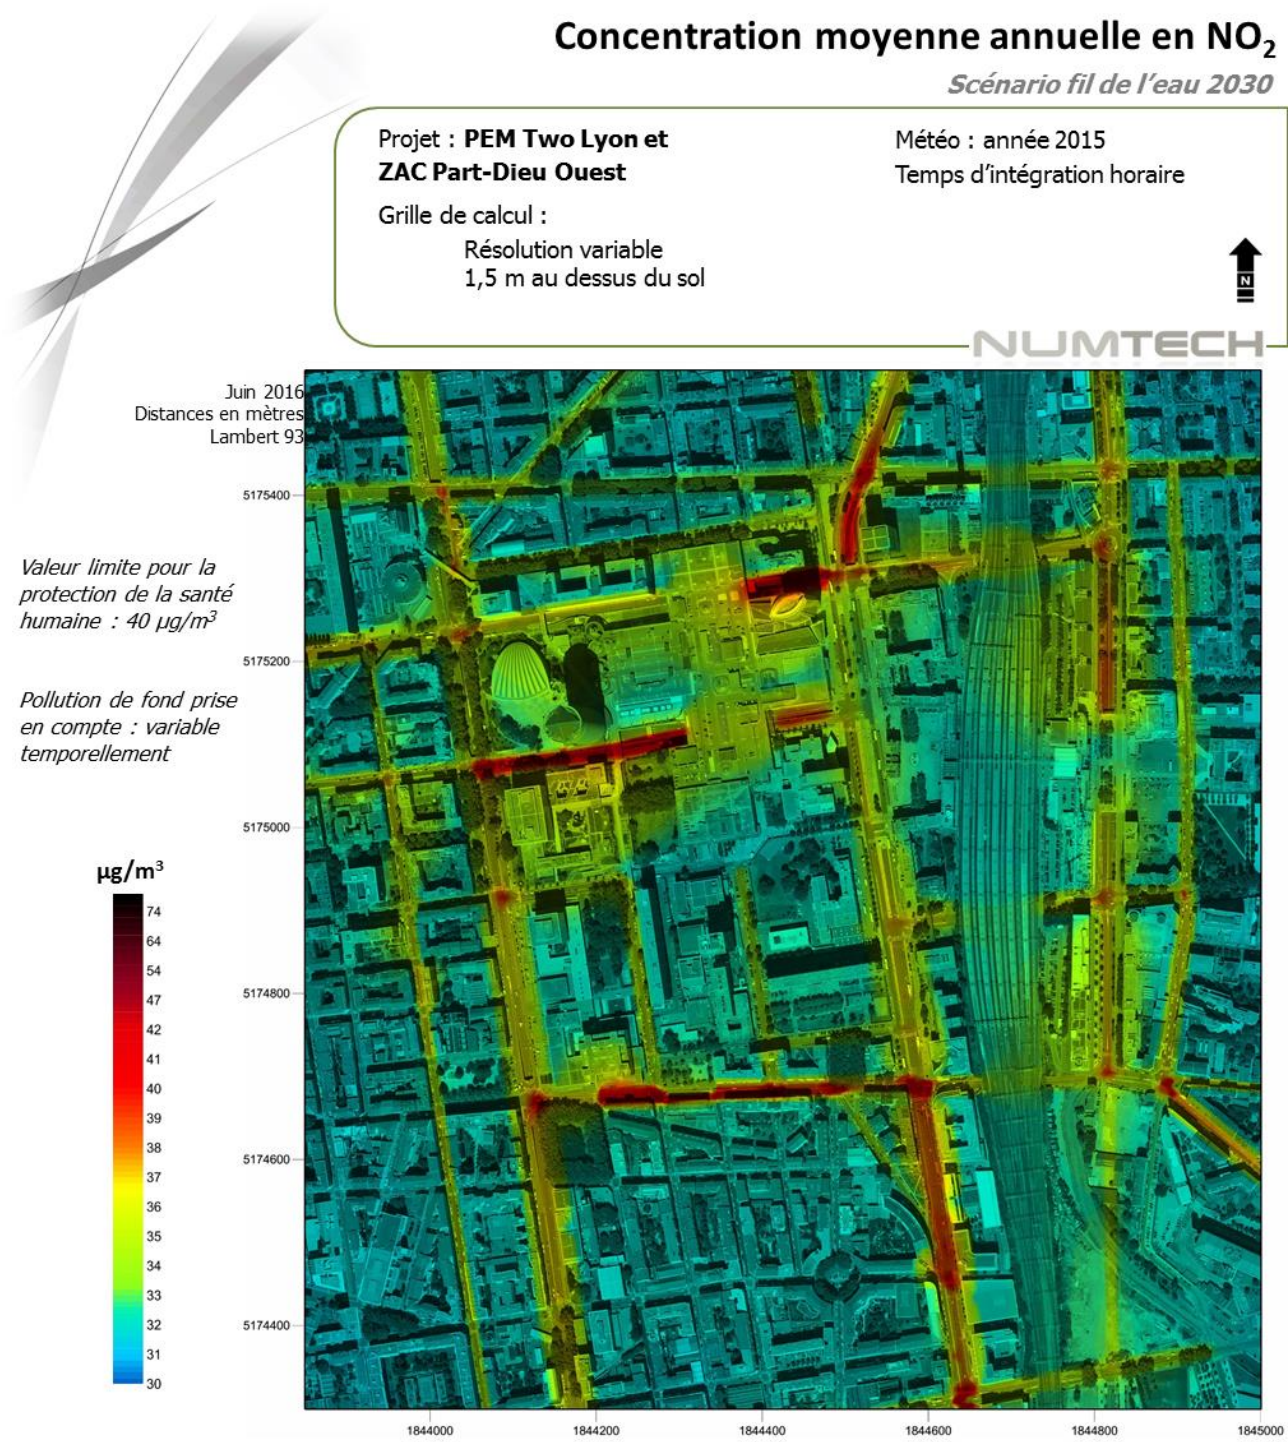 Concentration moyenne annuelle en NO₂
Scénario fil de l'eau 2030
Projet : PEM Two Lyon et
ZAC Part-Dieu Ouest
Grille de calcul :
Résolution variable
1,5 m au dessus du sol
Météo : année 2015
Temps d'intégration horaire
N
NUMTECH
Juin 2016
Distances en mètres
Lambert 93
Valeur limite pour la
protection de la santé
humaine : 40 µg/m³
Pollution de fond prise
en compte : variable
temporellement
µg/m³
74
64
54
47
42
41
40
39
38
37
36
35
34
33
32
31
30
5175400
5175200
5175000
5174800
5174600
5174400
1844000
1844200
1844400
1844600
1844800
1845000